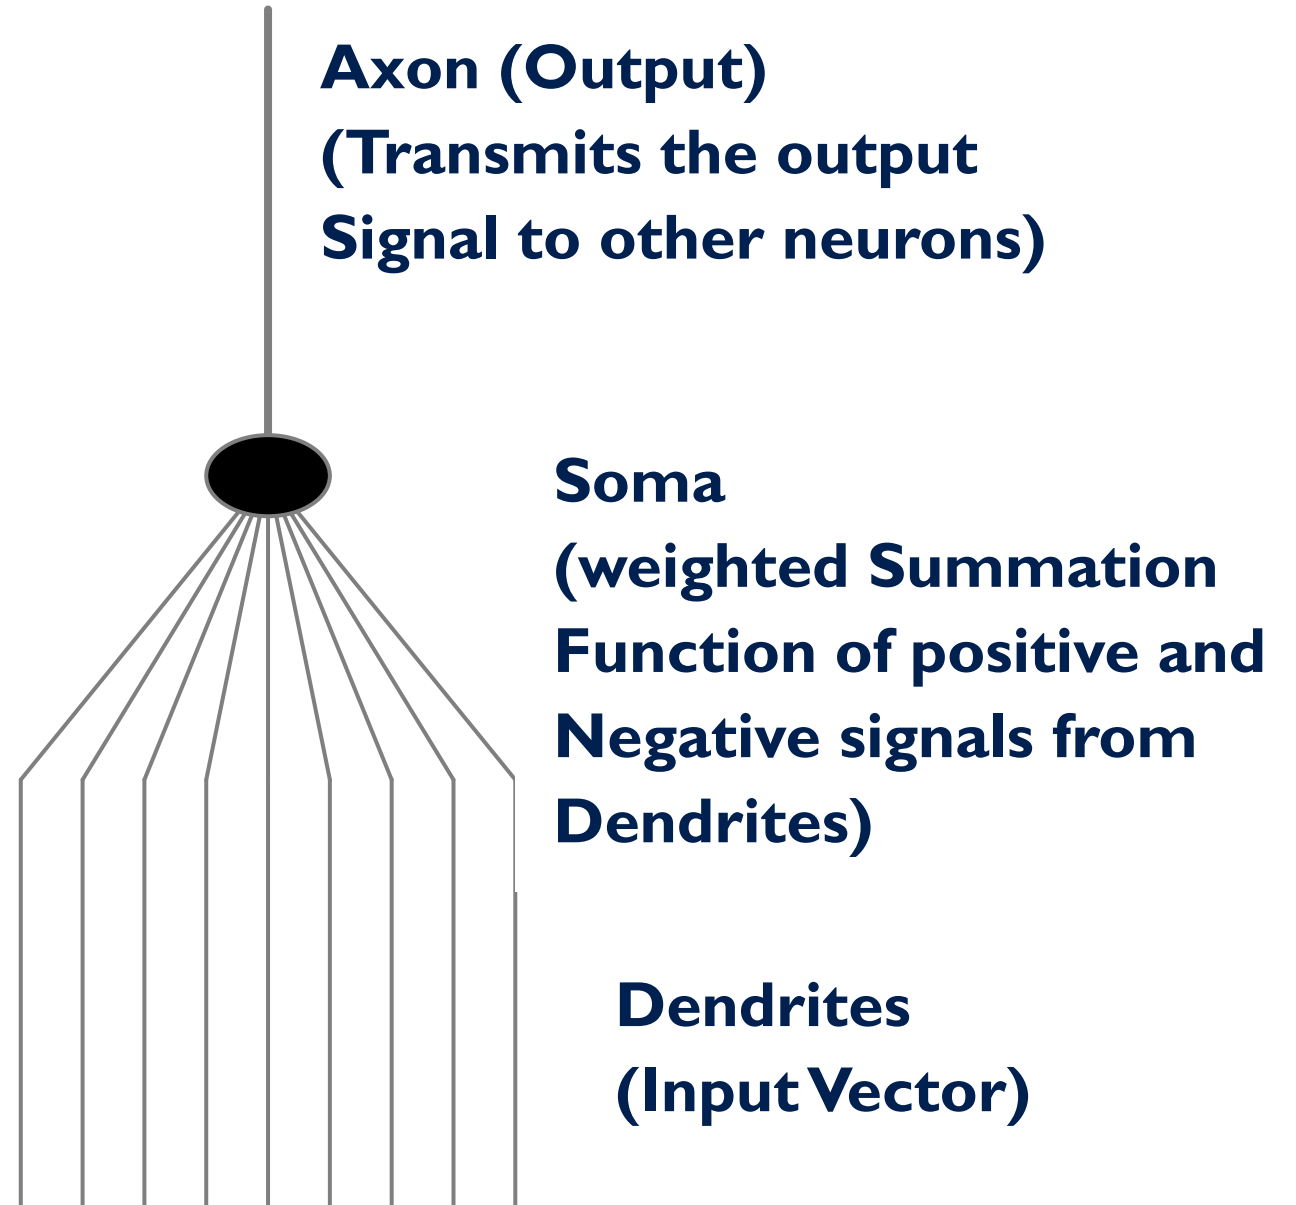 Axon (Output)
(Transmits the output
Signal to other neurons)
Soma
(weighted Summation
Function of positive and
Negative signals from
Dendrites)
Dendrites
(Input Vector)